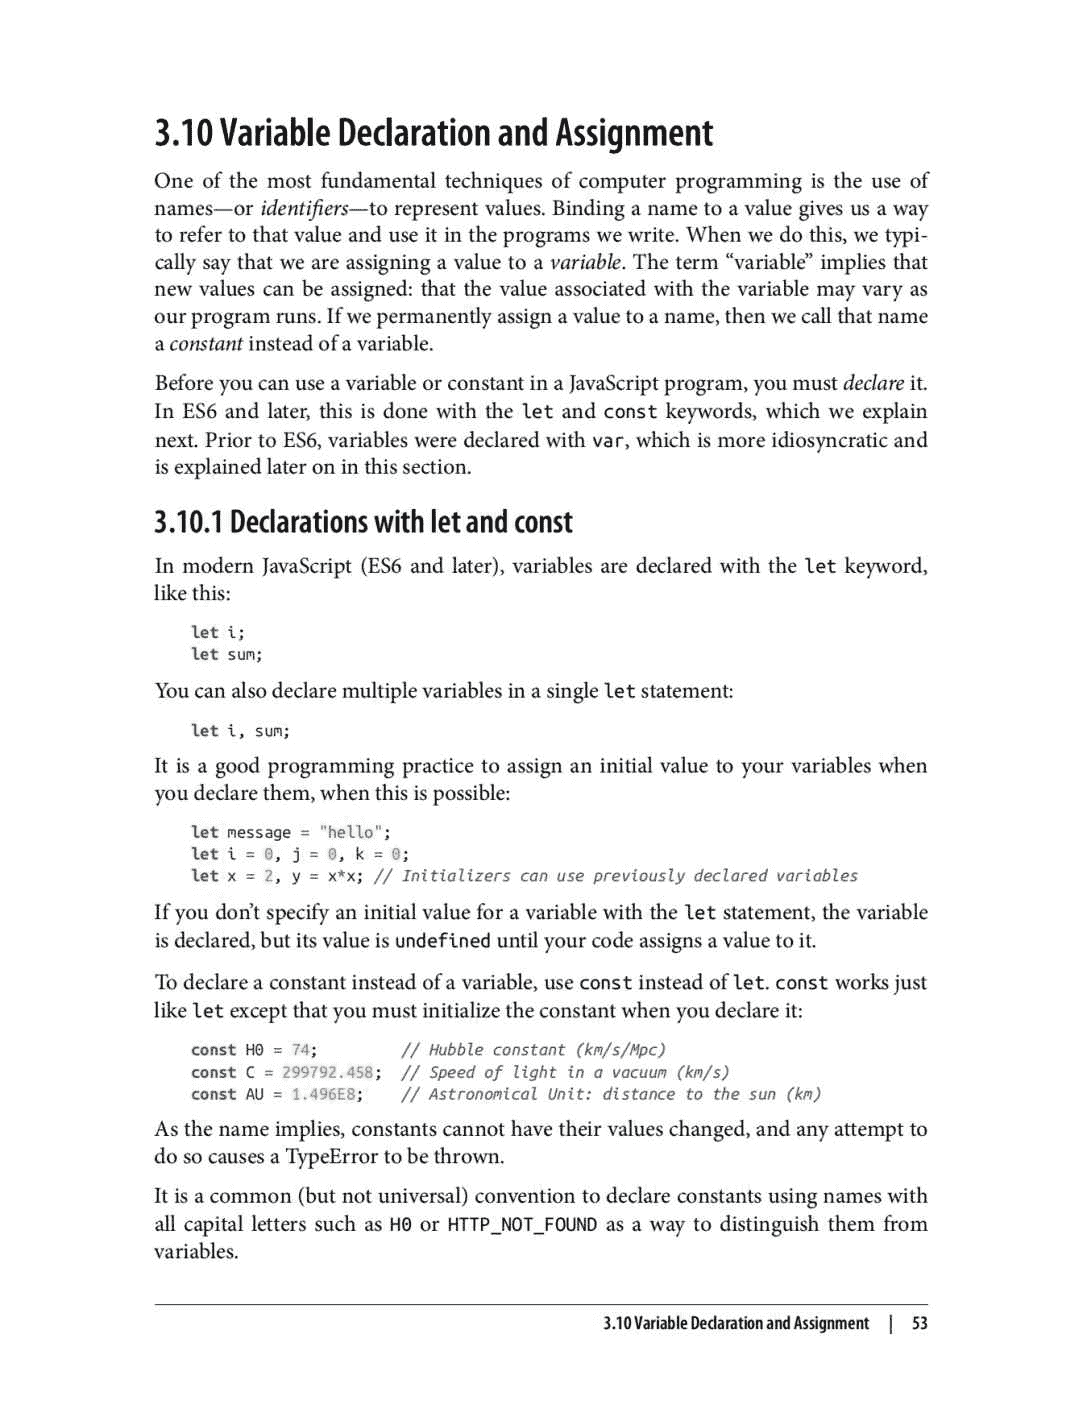 3.10 Variable Declaration and Assignment
One of the most fundamental techniques of computer programming is the use of
names—or identifiers—to represent values. Binding a name to a value gives us a way
to refer to that value and use it in the programs we write. When we do this, we typi-
cally say that we are assigning a value to a variable. The term “variable” implies that
new values can be assigned: that the value associated with the variable may vary as
our program runs. If we permanently assign a value to a name, then we call that name
a constant instead of a variable.
Before you can use a variable or constant in a JavaScript program, you must declare it.
In ES6 and later, this is done with the let and const keywords, which we explain
next. Prior to ES6, variables were declared with var, which is more idiosyncratic and
is explained later on in this section.
3.10.1 Declarations with let and const
In modern JavaScript (ES6 and later), variables are declared with the let keyword,
like this:
let i;
let sum;
You can also declare multiple variables in a single let statement:
let i, sum;
It is a good programming practice to assign an initial value to your variables when
you declare them, when this is possible:
let message = "hello";
let i = 0, j = 0, k = 0;
let x = 2, y = x*x; // Initializers can use previously declared variables
If you don’t specify an initial value for a variable with the let statement, the variable
is declared, but its value is undefined until your code assigns a value to it.
To declare a constant instead of a variable, use const instead of let. const works just
like let except that you must initialize the constant when you declare it:
const H0 = 74; // Hubble constant (km/s/Mpc)
const C = 299792.458; // Speed of light in a vacuum (km/s)
const AU = 1.496E8; // Astronomical Unit: distance to the sun (km)
As the name implies, constants cannot have their values changed, and any attempt to
do so causes a TypeError to be thrown.
It is a common (but not universal) convention to declare constants using names with
all capital letters such as H0 or HTTP_NOT_FOUND as a way to distinguish them from
variables.
3.10 Variable Declaration and Assignment | 53